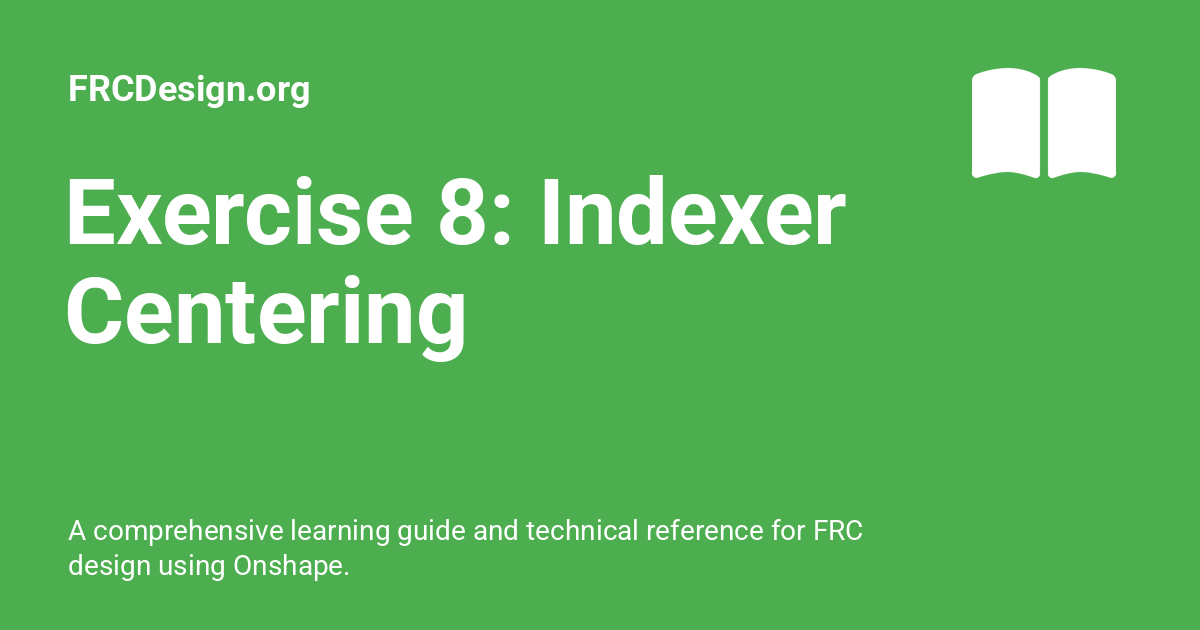 FRCDesign.org
Exercise 8: Indexer
Centering
A comprehensive learning guide and technical reference for FRC
design using Onshape.